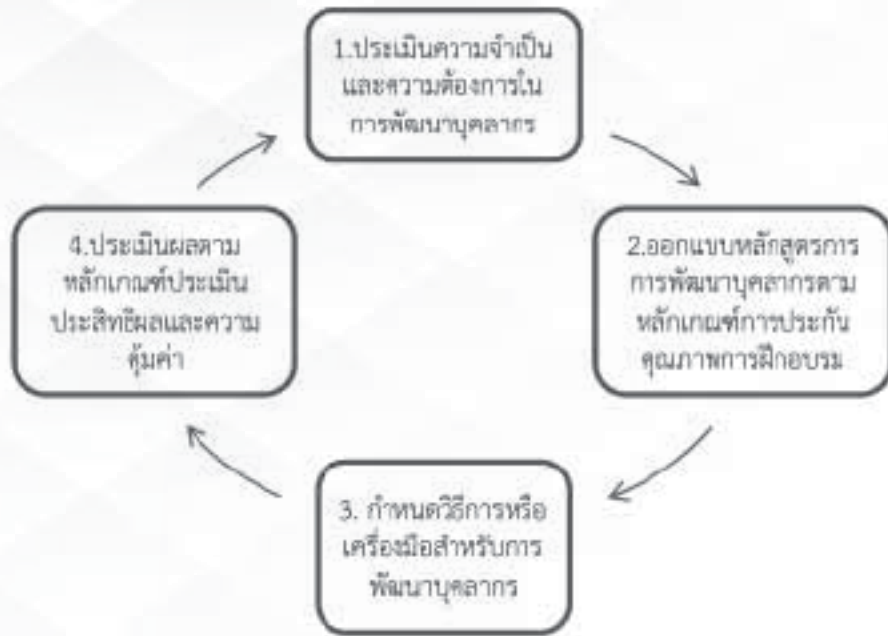 1.ประเมินความจำเป็น
และความต้องการใน
การพัฒนาบุคลากร
2.ออกแบบหลักสูตรการ
การพัฒนาบุคลากรตาม
หลักเกณฑ์การประกัน
คุณภาพการฝึกอบรม
3. กำหนดวิธีการหรือ
เครื่องมือสำหรับการ
พัฒนาบุคลากร
4.ประเมินผลตาม
หลักเกณฑ์ประเมิน
ประสิทธิผลและความ
คุ้มค่า